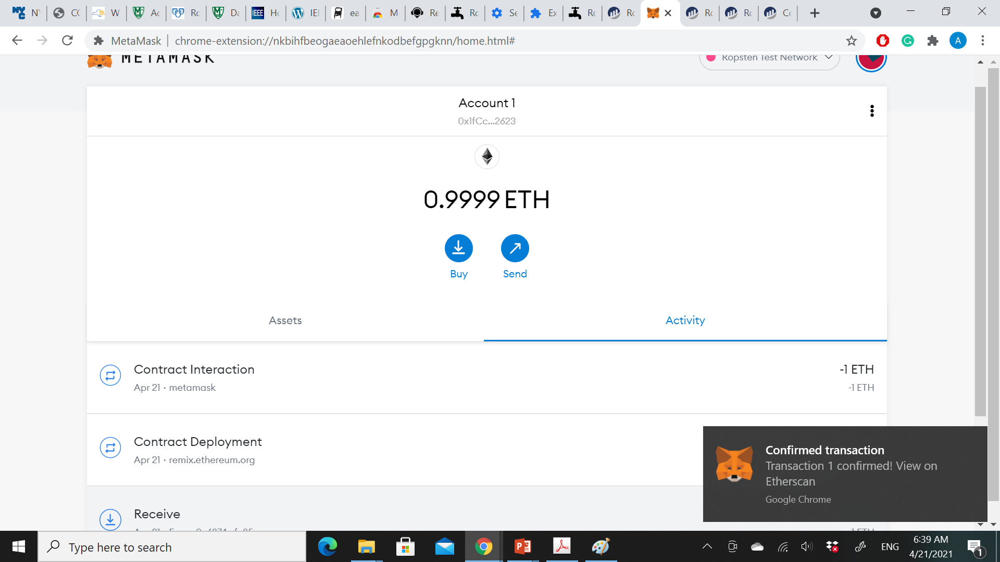 NY
CC
W
Ac
Rc
Da
IEEE
Hc
IEI
ea
M
Re
Rc
Se
Ex
Rc
Rc
Rc
Rc
Cc
MetaMask
chrome-extension://nkbihfbeogaeaoehlefnkodbefgpgknn/home.html#
A
METAMASK
Ropsten Test Network
Account 1
0x1fCc...2623
0.9999 ETH
Buy
Send
Assets
Activity
Contract Interaction
-1 ETH
Apr 21 · metamask
-1 ETH
Contract Deployment
Apr 21 · remix.ethereum.org
Confirmed transaction
Transaction 1 confirmed! View on
Etherscan
Google Chrome
Receive
Type here to search
ENG
6:39 AM
4/21/2021
1